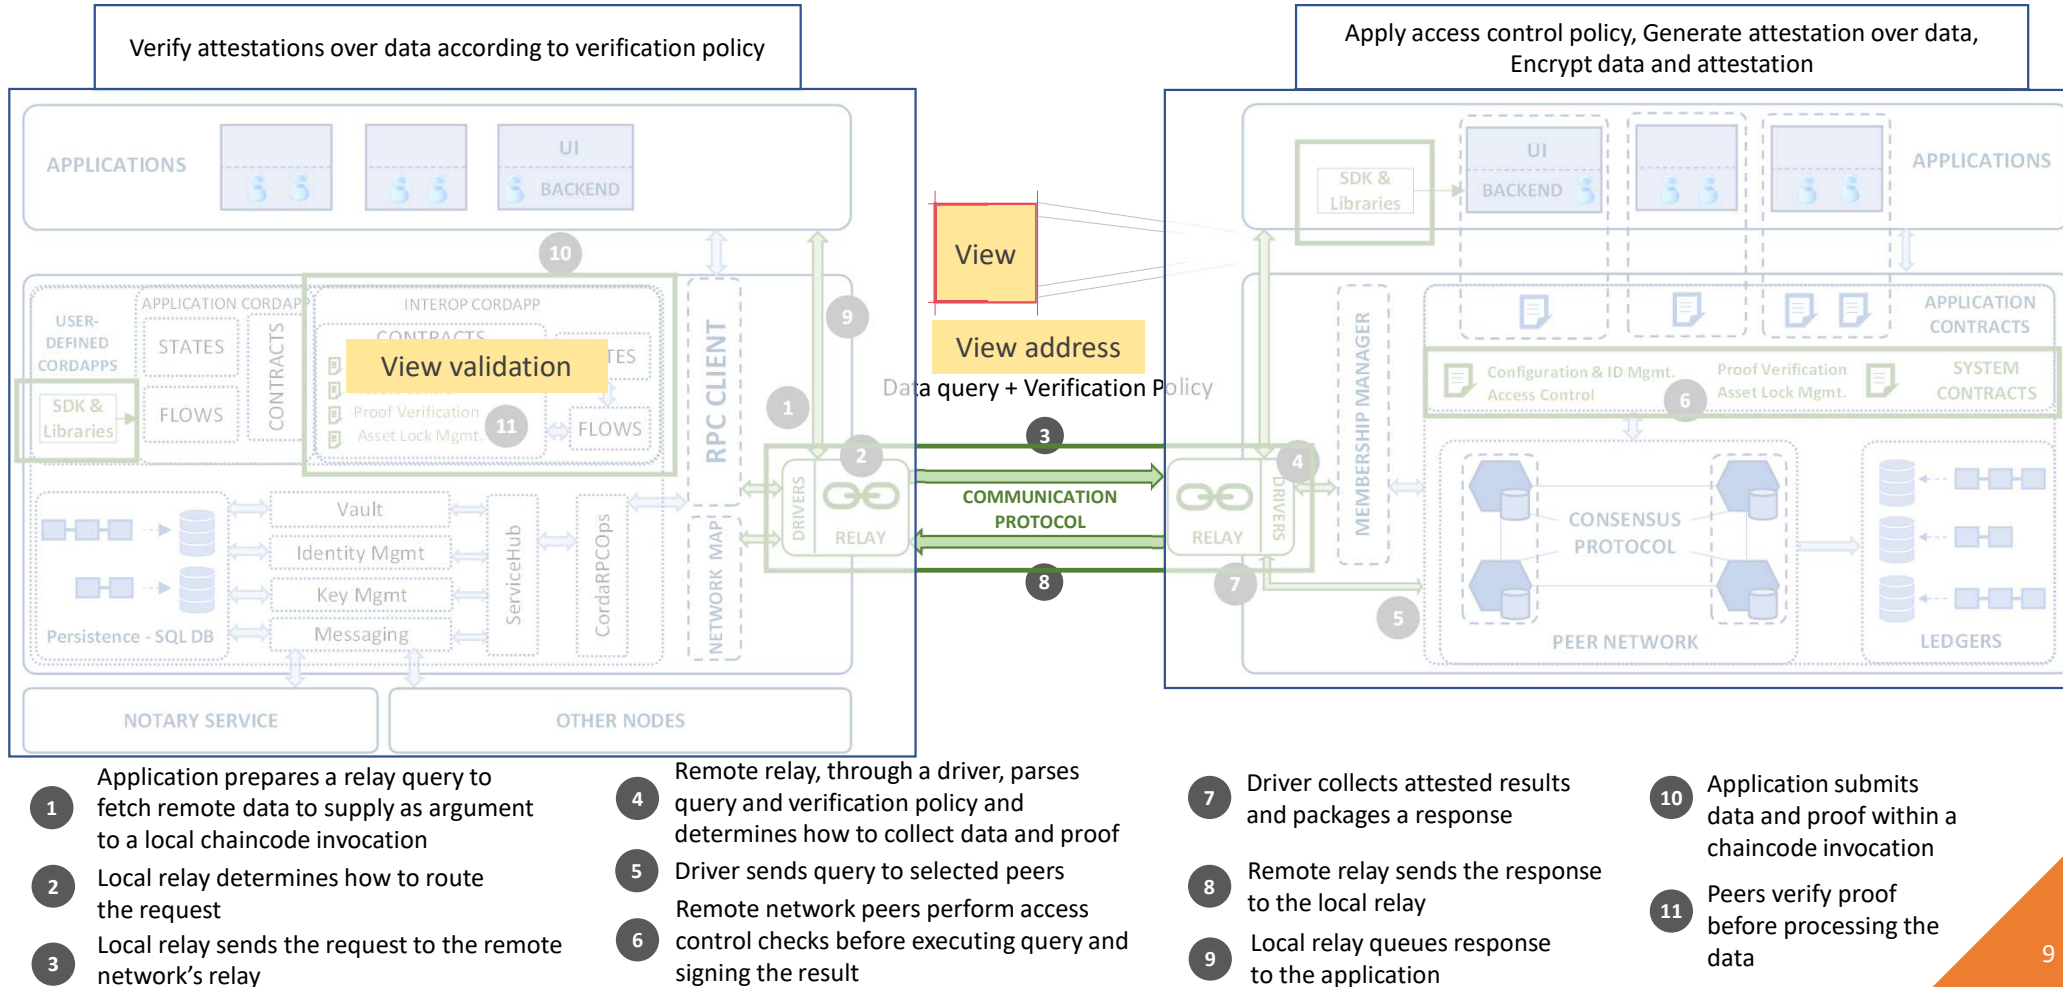 Verify attestations over data according to verification policy
Apply access control policy, Generate attestation over data,
Encrypt data and attestation
APPLICATIONS
UI
BACKEND
10
9
USER-
DEFINED
CORDAPPS
SDK &
Libraries
APPLICATION CORDAPP
STATES
FLOWS
CONTRACTS
INTEROP CORDAPP
CONTRACTS
View validation
TES
Proof Verification
Asset Lock Mgmt.
11
FLOWS
RPC CLIENT
NETWORK MAP
1
2
DRIVERS
RELAY
Vault
Identity Mgmt
Key Mgmt
Messaging
ServiceHub
CordaRPCOps
Persistence - SQL DB
NOTARY SERVICE
OTHER NODES
View
View address
Data query + Verification Policy
3
COMMUNICATION
PROTOCOL
8
SDK &
Libraries
UI
BACKEND
APPLICATIONS
APPLICATION
CONTRACTS
MEMBERSHIP MANAGER
Configuration & ID Mgmt.
Access Control
6
Proof Verification
Asset Lock Mgmt.
SYSTEM
CONTRACTS
4
RELAY
DRIVERS
7
5
CONSENSUS
PROTOCOL
PEER NETWORK
LEDGERS
1
Application prepares a relay query to
fetch remote data to supply as argument
to a local chaincode invocation
2
Local relay determines how to route
the request
3
Local relay sends the request to the remote
network's relay
4
Remote relay, through a driver, parses
query and verification policy and
determines how to collect data and proof
5
Driver sends query to selected peers
6
Remote network peers perform access
control checks before executing query and
signing the result
7
Driver collects attested results
and packages a response
8
Remote relay sends the response
to the local relay
9
Local relay queues response
to the application
10
Application submits
data and proof within a
chaincode invocation
11
Peers verify proof
before processing the
data
9